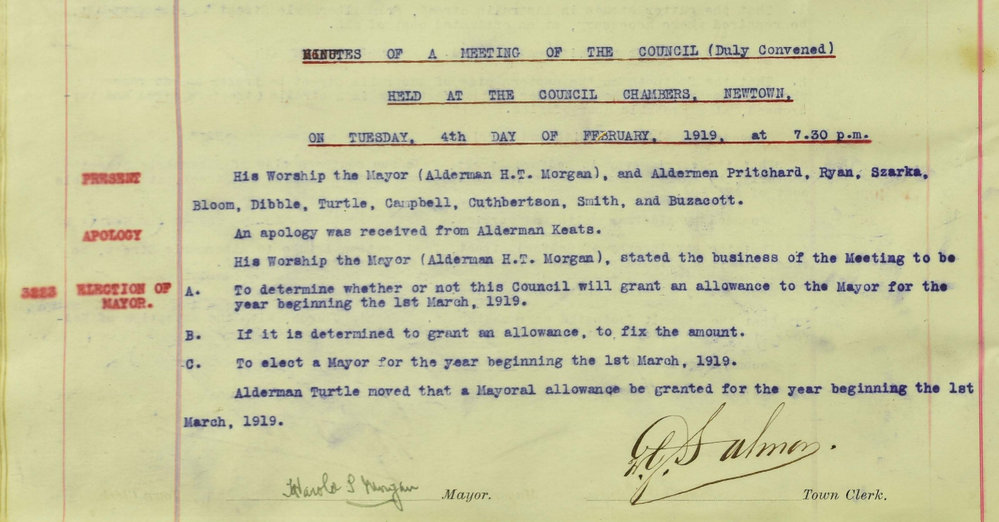 MINUTES OF A MEETING OF THE COUNCIL (Duly Convened)
HELD AT THE COUNCIL CHAMBERS, NEWTOWN,
ON TUESDAY, 4th DAY OF FEBRUARY, 1919, at 7.30 p.m.
PRESENT His Worship the Mayor (Alderman H.T. Morgan), and Aldermen Pritchard, Ryan, Szarka,
Bloom, Dibble, Turtle, Campbell, Cuthbertson, Smith, and Buzacott.
APOLOGY An apology was received from Alderman Keats.
His Worship the Mayor (Alderman H.T. Morgan), stated the business of the Meeting to be
3223 ELECTION OF MAYOR. A. To determine whether or not this Council will grant an allowance to the Mayor for the
year beginning the 1st March, 1919.
B. If it is determined to grant an allowance, to fix the amount.
C. To elect a Mayor for the year beginning the 1st March, 1919.
Alderman Turtle moved that a Mayoral allowance be granted for the year beginning the 1st
March, 1919.
Harold T Morgan Mayor. Salmon. Town Clerk.